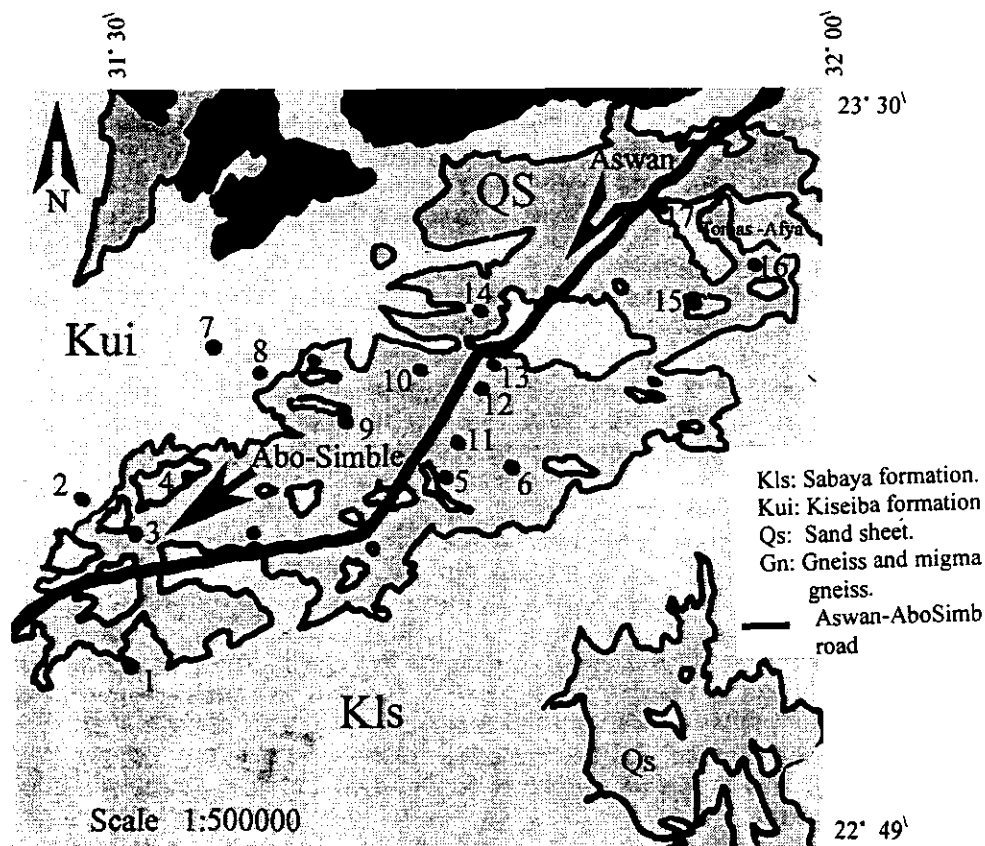 31° 30\
32° 00
23° 30\
N
Aswan
QS
17
Tomas -Afya
16
15
14
Kui
7
8
10
13
12
9
11
Abo-Simble
2
4
5
6
3
Kls: Sabaya formation.
Kui: Kiseiba formation
Qs: Sand sheet.
Gn: Gneiss and migma
gneiss.
Aswan-AboSimb
road
1
Kls
Qs
Scale 1:500000
22° 49\